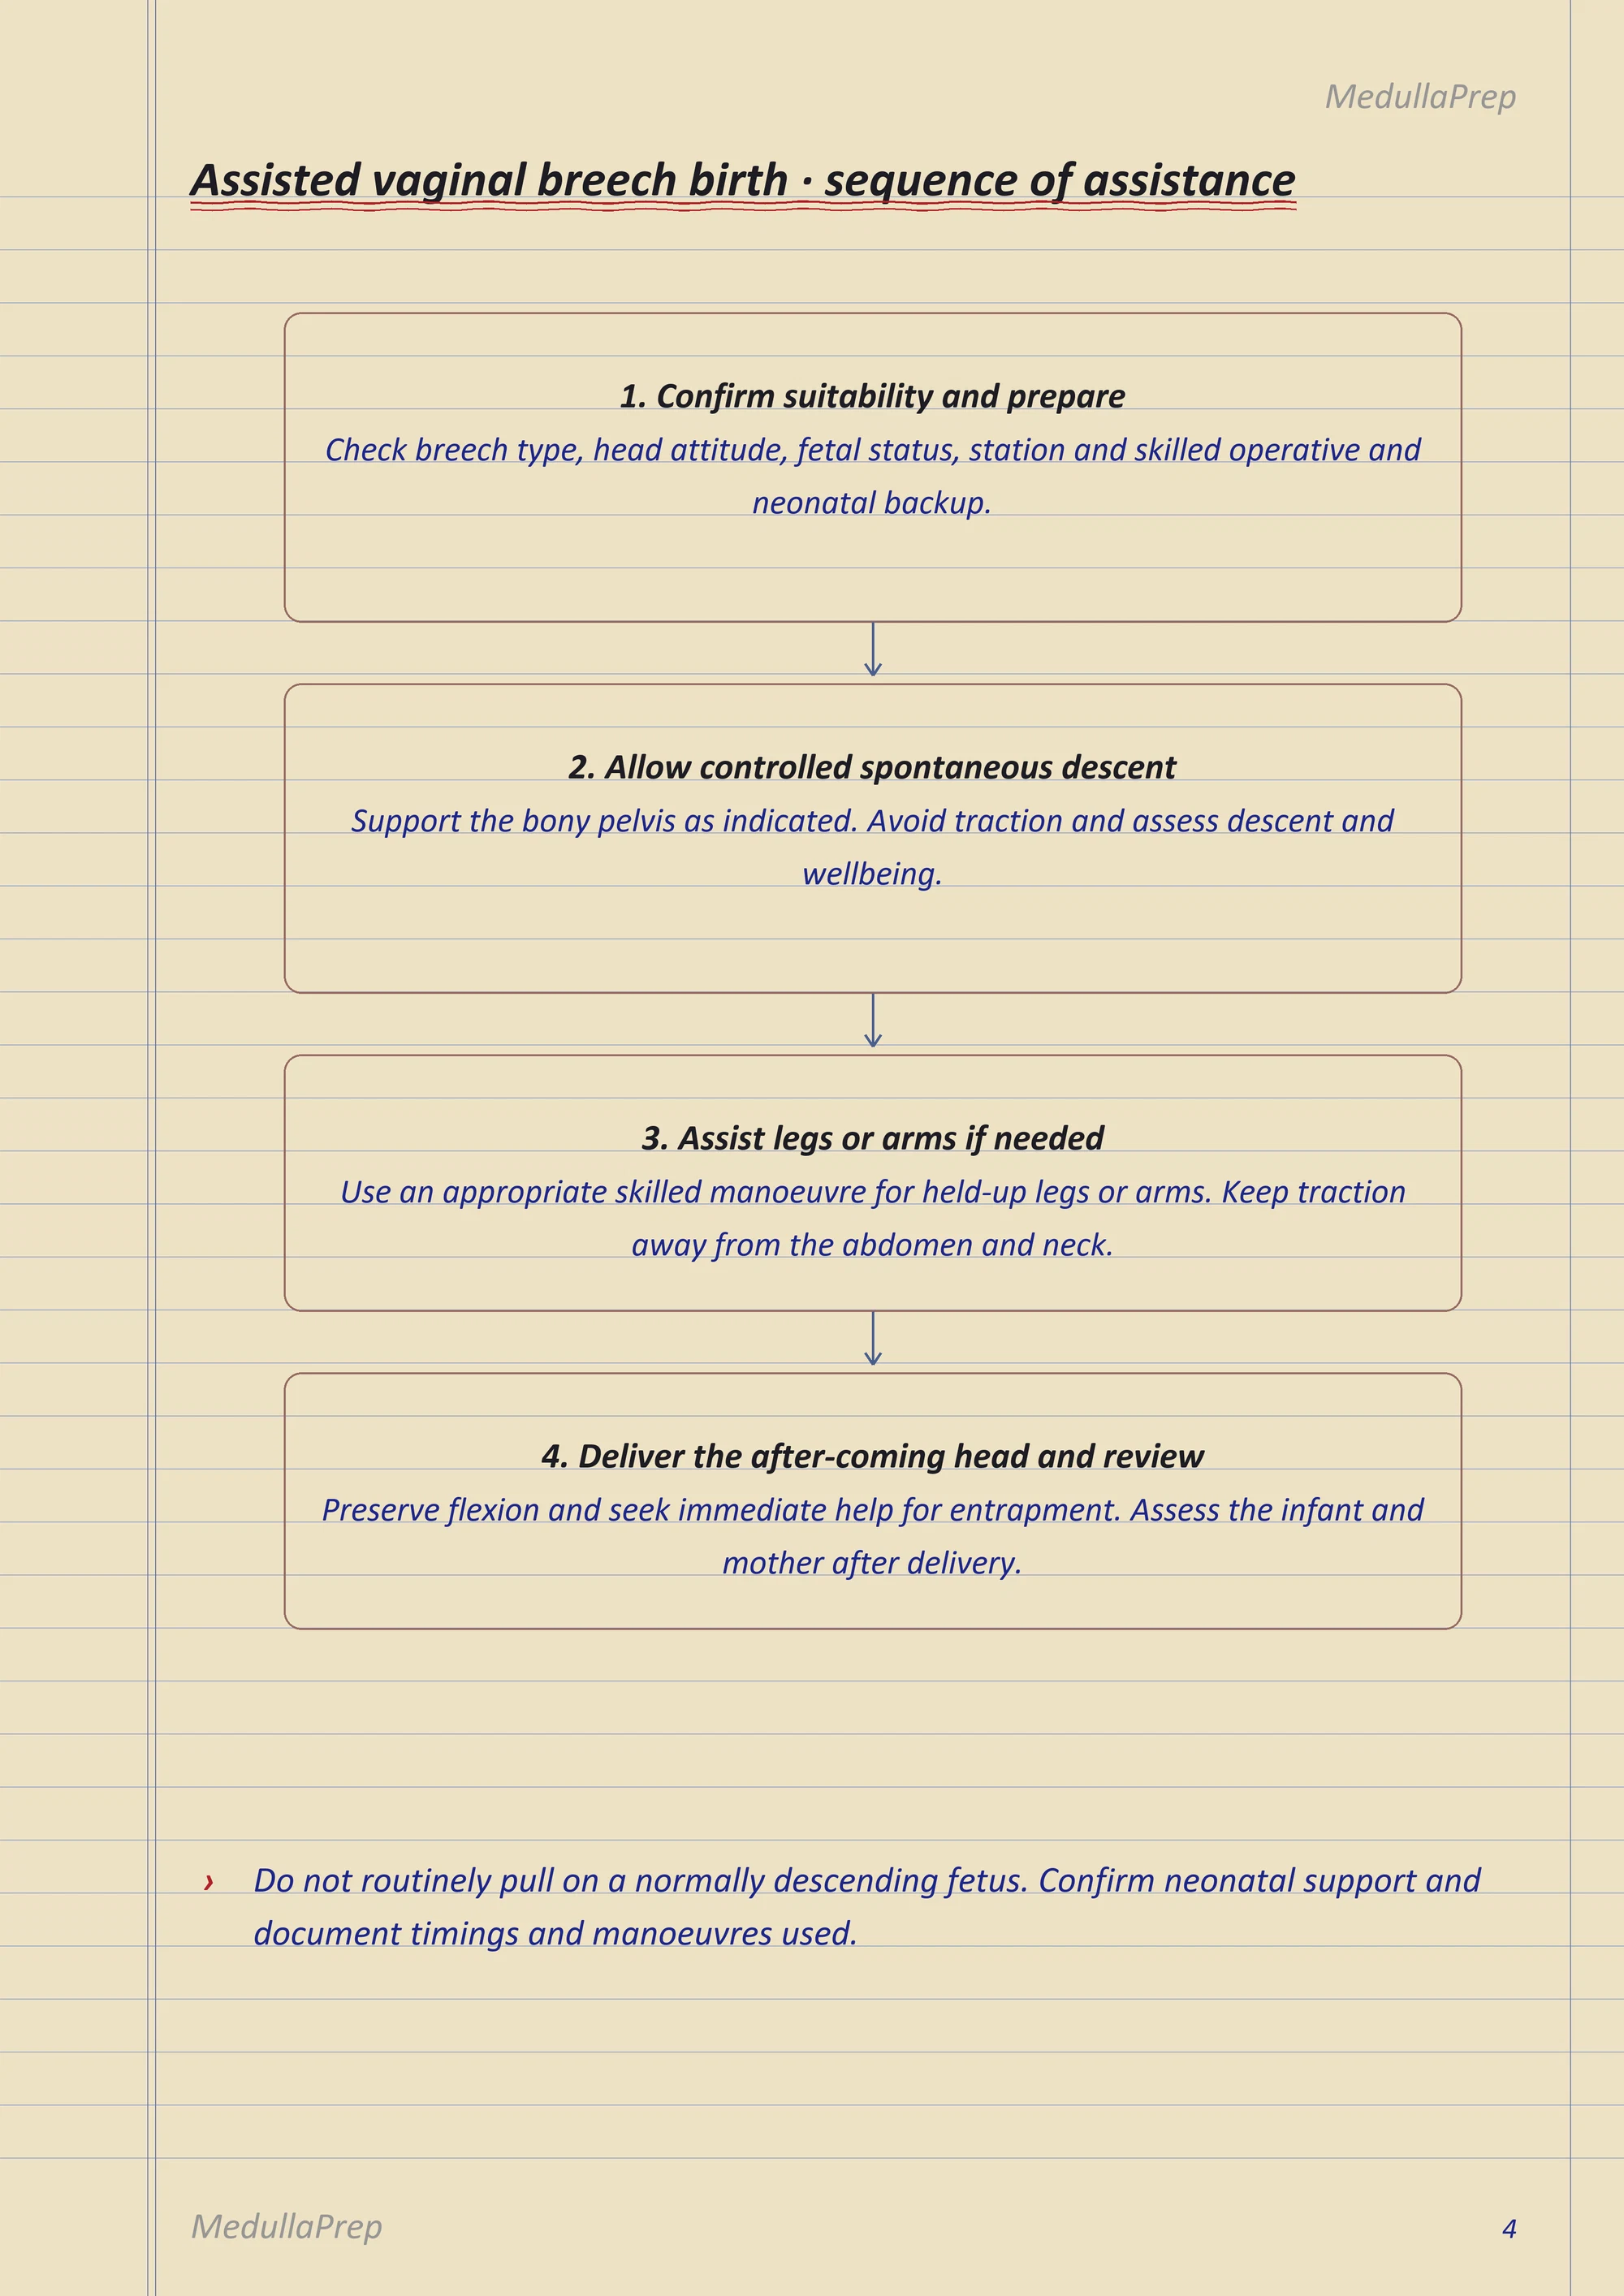 MedullaPrep
Assisted vaginal breech birth · sequence of assistance
1. Confirm suitability and prepare
Check breech type, head attitude, fetal status, station and skilled operative and
neonatal backup.
2. Allow controlled spontaneous descent
Support the bony pelvis as indicated. Avoid traction and assess descent and
wellbeing.
3. Assist legs or arms if needed
Use an appropriate skilled manoeuvre for held-up legs or arms. Keep traction
away from the abdomen and neck.
4. Deliver the after-coming head and review
Preserve flexion and seek immediate help for entrapment. Assess the infant and
mother after delivery.
› Do not routinely pull on a normally descending fetus. Confirm neonatal support and
document timings and manoeuvres used.
MedullaPrep
4